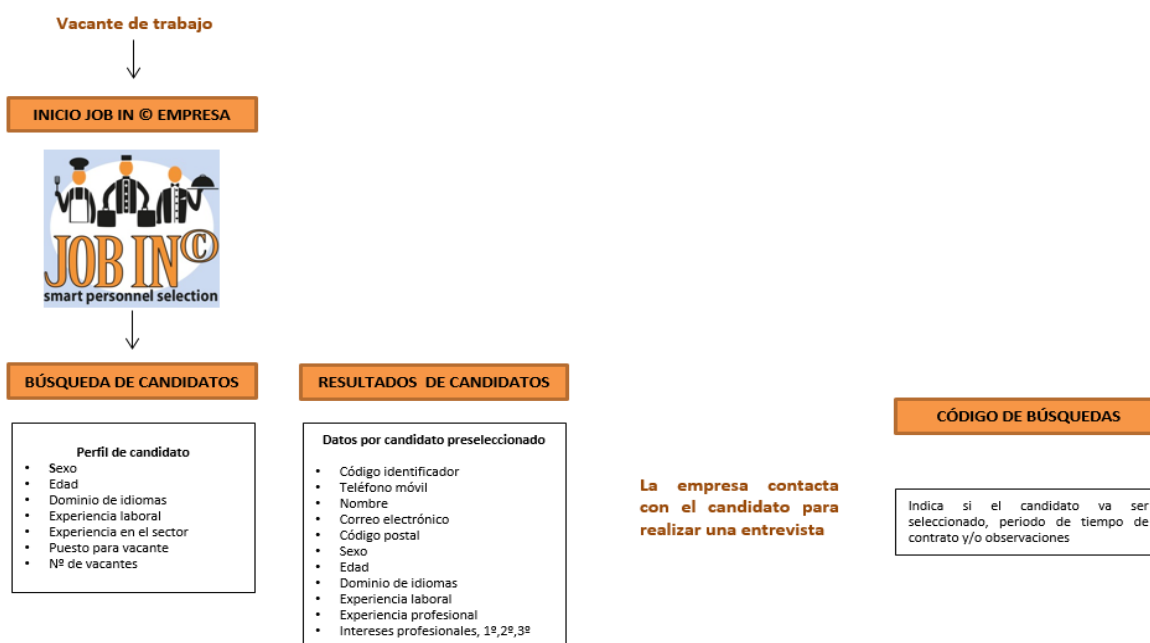 Vacante de trabajo
INICIO JOB IN © EMPRESA
JOB IN©
smart personnel selection
BÚSQUEDA DE CANDIDATOS
Perfil de candidato
• Sexo
• Edad
• Dominio de idiomas
• Experiencia laboral
• Experiencia en el sector
• Puesto para vacante
• Nº de vacantes
RESULTADOS DE CANDIDATOS
Datos por candidato preseleccionado
• Código identificador
• Teléfono móvil
• Nombre
• Correo electrónico
• Código postal
• Sexo
• Edad
• Dominio de idiomas
• Experiencia laboral
• Experiencia profesional
• Intereses profesionales, 1º,2º,3º
La empresa contacta
con el candidato para
realizar una entrevista
CÓDIGO DE BÚSQUEDAS
Indica si el candidato va ser
seleccionado, periodo de tiempo de
contrato y/o observaciones